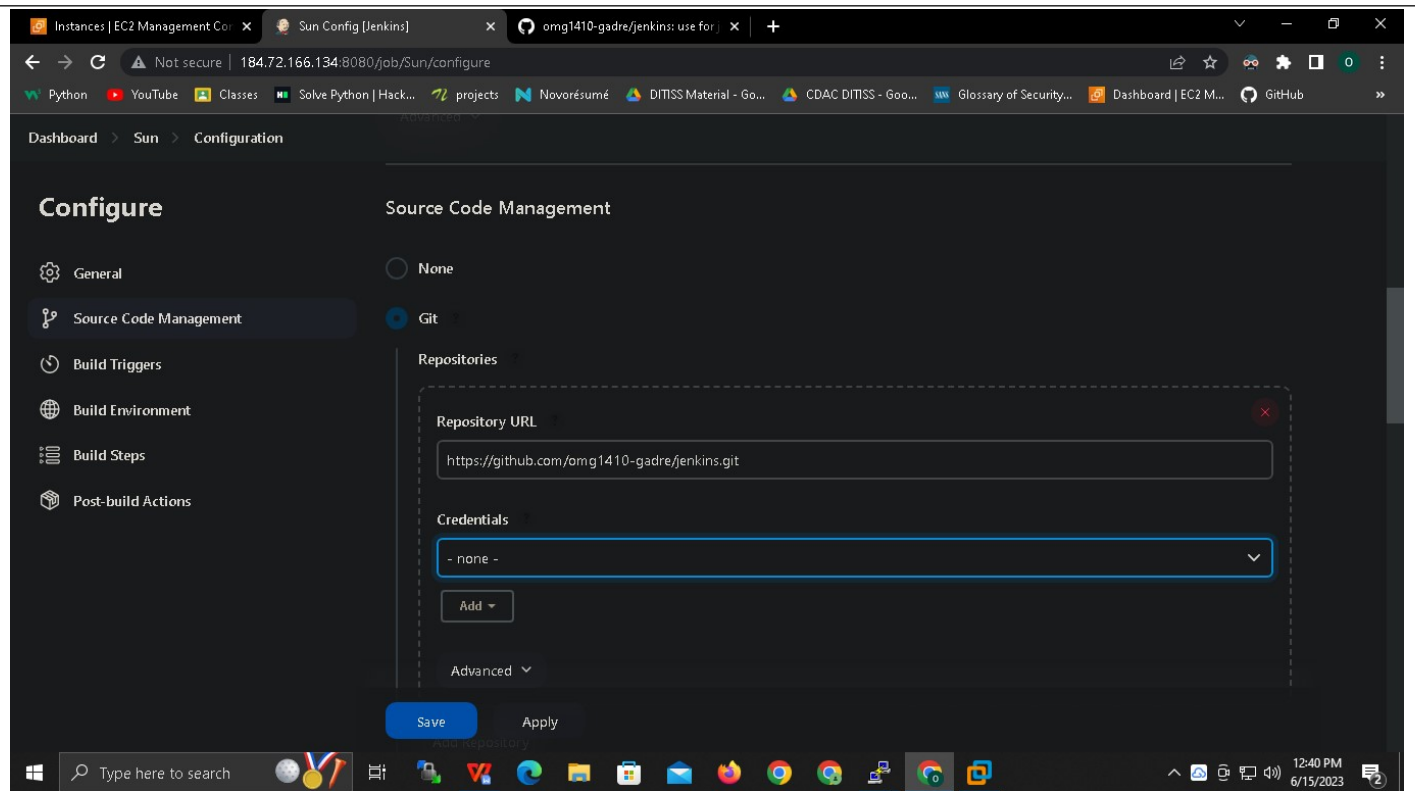 Instances | EC2 Management Cor
Sun Config [Jenkins]
omg1410-gadre/jenkins: use for j
Not secure | 184.72.166.134:8080/job/Sun/configure
O
Python
YouTube
Classes
Solve Python | Hack...
projects
Novorésumé
DITISS Material - Go...
CDAC DITISS - Goo...
Glossary of Security...
Dashboard | EC2 M...
GitHub
»
Advanced
Dashboard > Sun > Configuration
Configure
General
Source Code Management
Build Triggers
Build Environment
Build Steps
Post-build Actions
Source Code Management
None
Git ?
Repositories ?
Repository URL ?
https://github.com/omg1410-gadre/jenkins.git
Credentials ?
- none -
Add
Advanced
Save
Apply
Add Repository
Type here to search
12:40 PM
6/15/2023
2